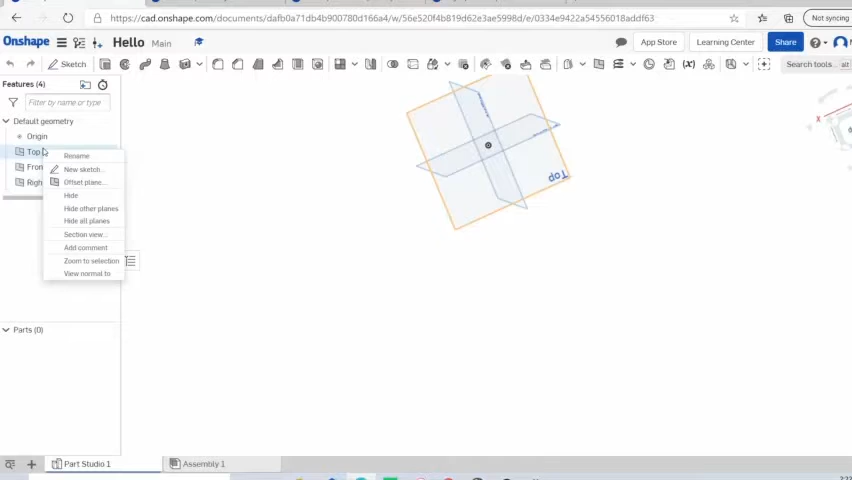 https://cad.onshape.com/documents/dafb0a71db4b900780d166a4/w/56e520f4b819d62e3ae5998d/e/0334e9422a54556018addf63
Not syncing
Onshape
Hello Main
App Store
Learning Center
Share
Sketch
Search tools...
Features (4)
Filter by name or type
Default geometry
Origin
Top
Rename
New sketch...
Offset plane...
Hide
Hide other planes
Hide all planes
Section view...
Add comment
Zoom to selection
View normal to
Top
X
Parts (0)
Part Studio 1
Assembly 1